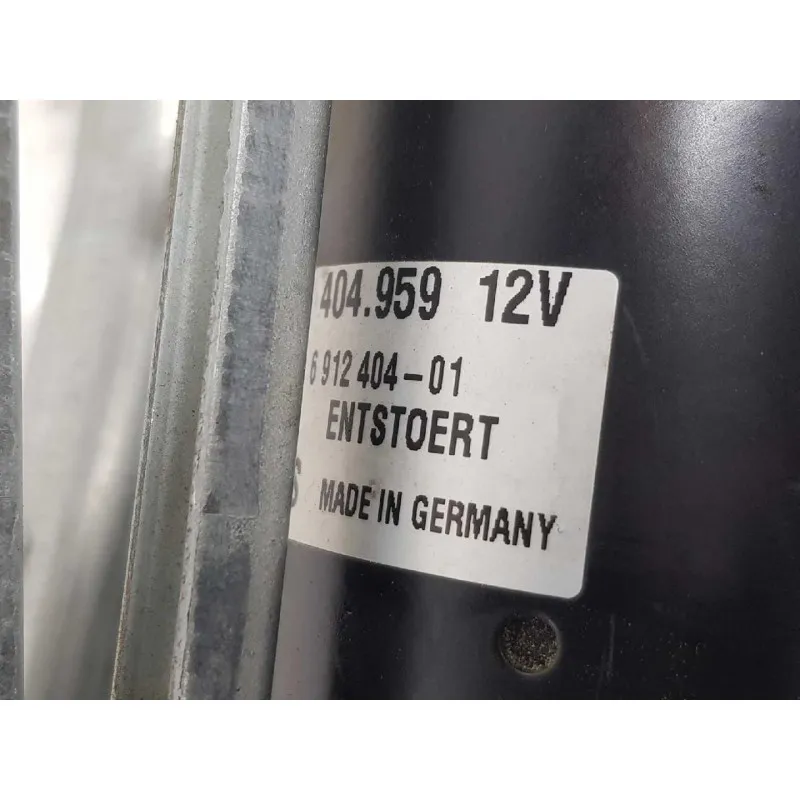 404.959 12V
6 912 404-01
ENTSTOERT
S MADE IN GERMANY